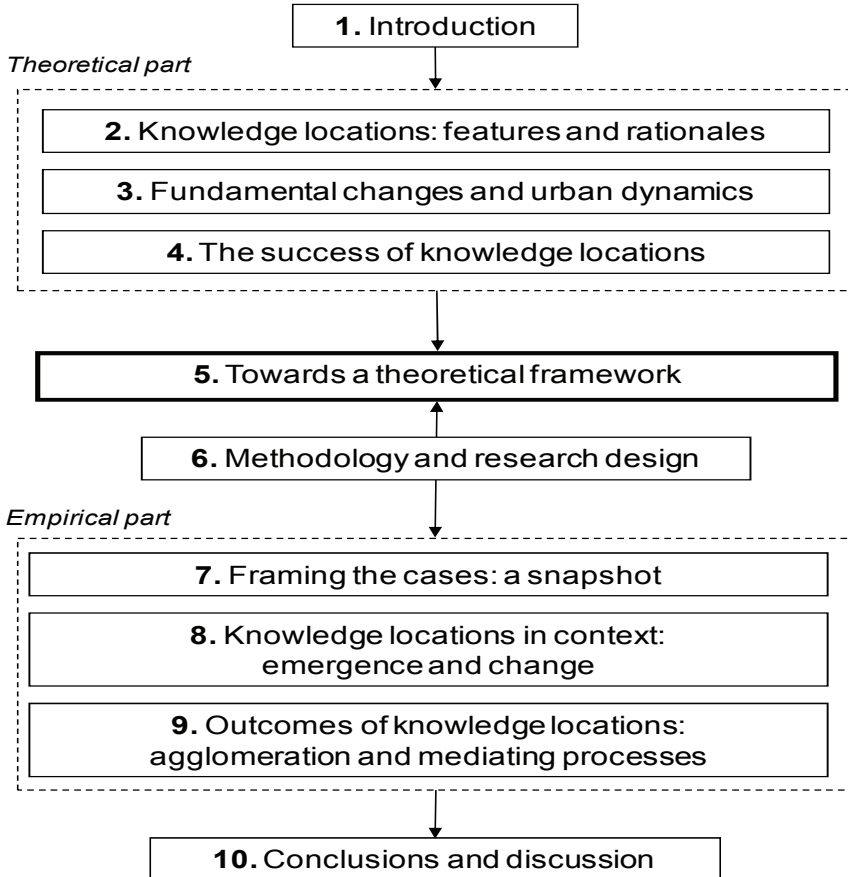 1. Introduction
Theoretical part
2. Knowledge locations: features and rationales
3. Fundamental changes and urban dynamics
4. The success of knowledge locations
5. Towards a theoretical framework
6. Methodology and research design
Empirical part
7. Framing the cases: a snapshot
8. Knowledge locations in context:
emergence and change
9. Outcomes of knowledge locations:
agglomeration and mediating processes
10. Conclusions and discussion